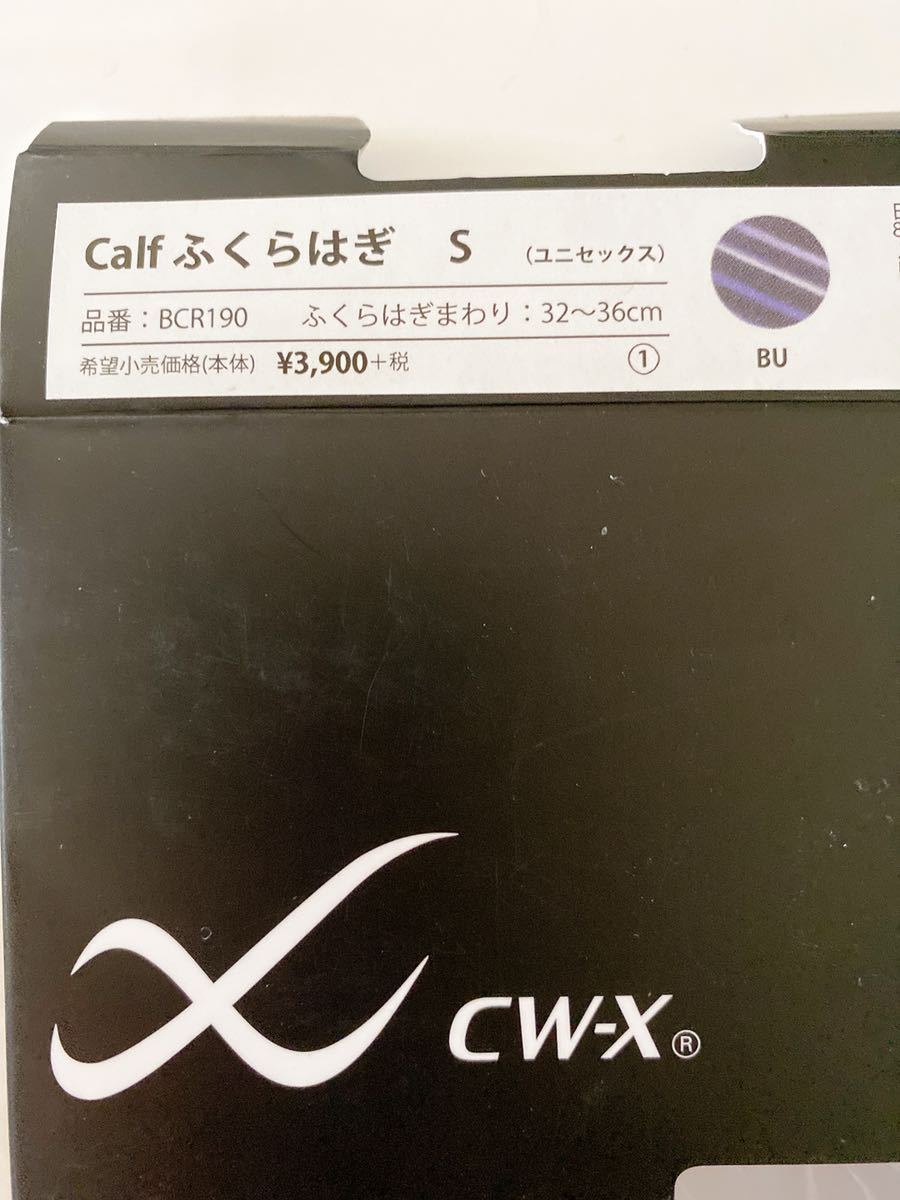 Calf ふくらはぎ S (ユニセックス)
品番：BCR190 ふくらはぎまわり：32～36cm
希望小売価格(本体) ¥3,900+税 ①
BU
CW-X®